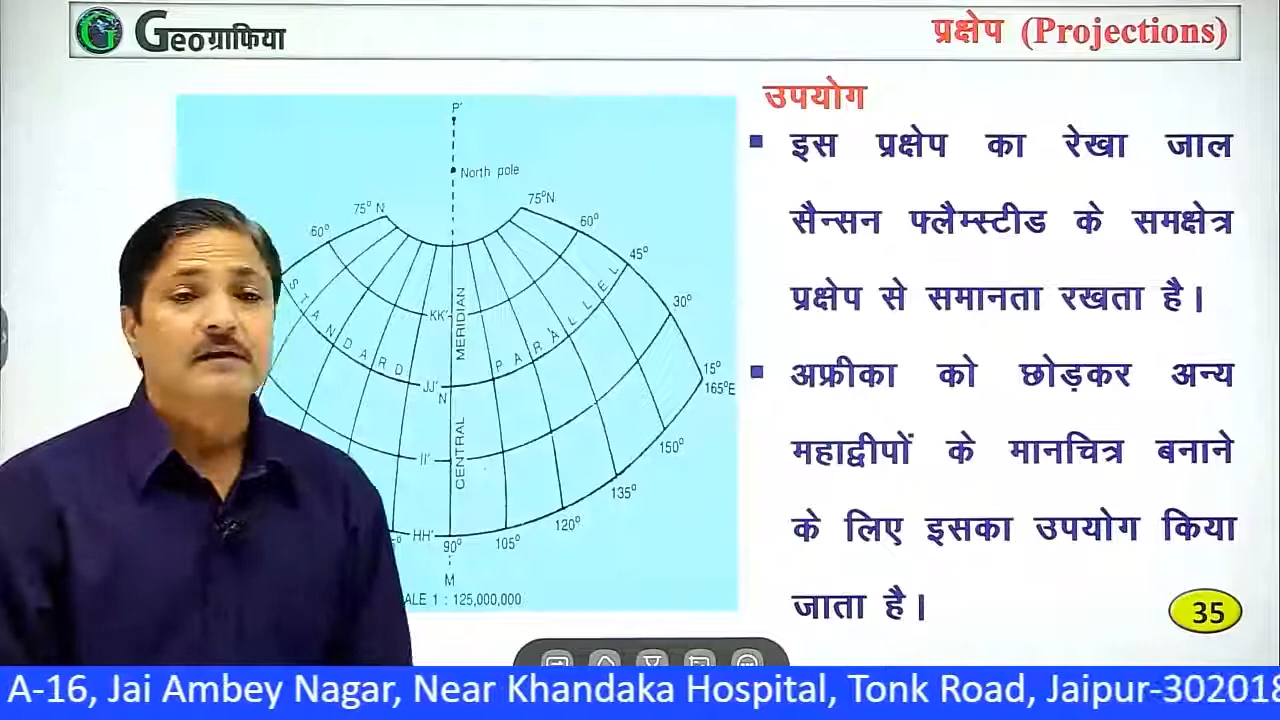 Geoग्राफिया
प्रक्षेप (Projections)
उपयोग
इस प्रक्षेप का रेखा जाल
सैन्सन फ्लैम्स्टीड के समक्षेत्र
प्रक्षेप से समानता रखता है।
अफ्रीका को छोड़कर अन्य
महाद्वीपों के मानचित्र बनाने
के लिए इसका उपयोग किया
जाता है।
35
P'
North pole
75° N
75°N
60°
60°
45°
30°
15°
165°E
STANDARD PARALLEL
CENTRAL MERIDIAN
KK'
JJ'
N
II'
HH'
90°
105°
120°
135°
150°
M
ALE 1 : 125,000,000
A-16, Jai Ambey Nagar, Near Khandaka Hospital, Tonk Road, Jaipur-302018